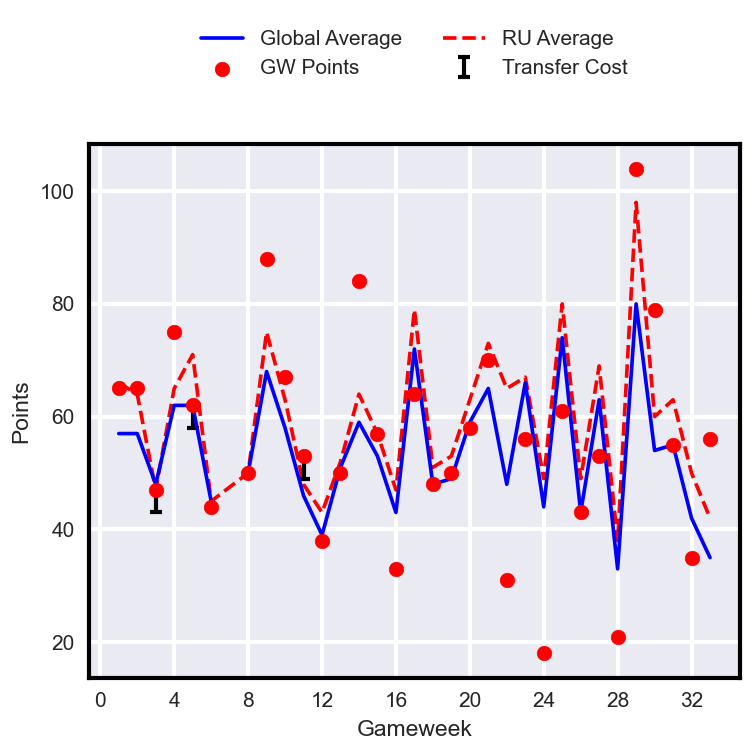 Global Average
RU Average
GW Points
Transfer Cost
100
80
60
40
20
Points
0 4 8 12 16 20 24 28 32
Gameweek